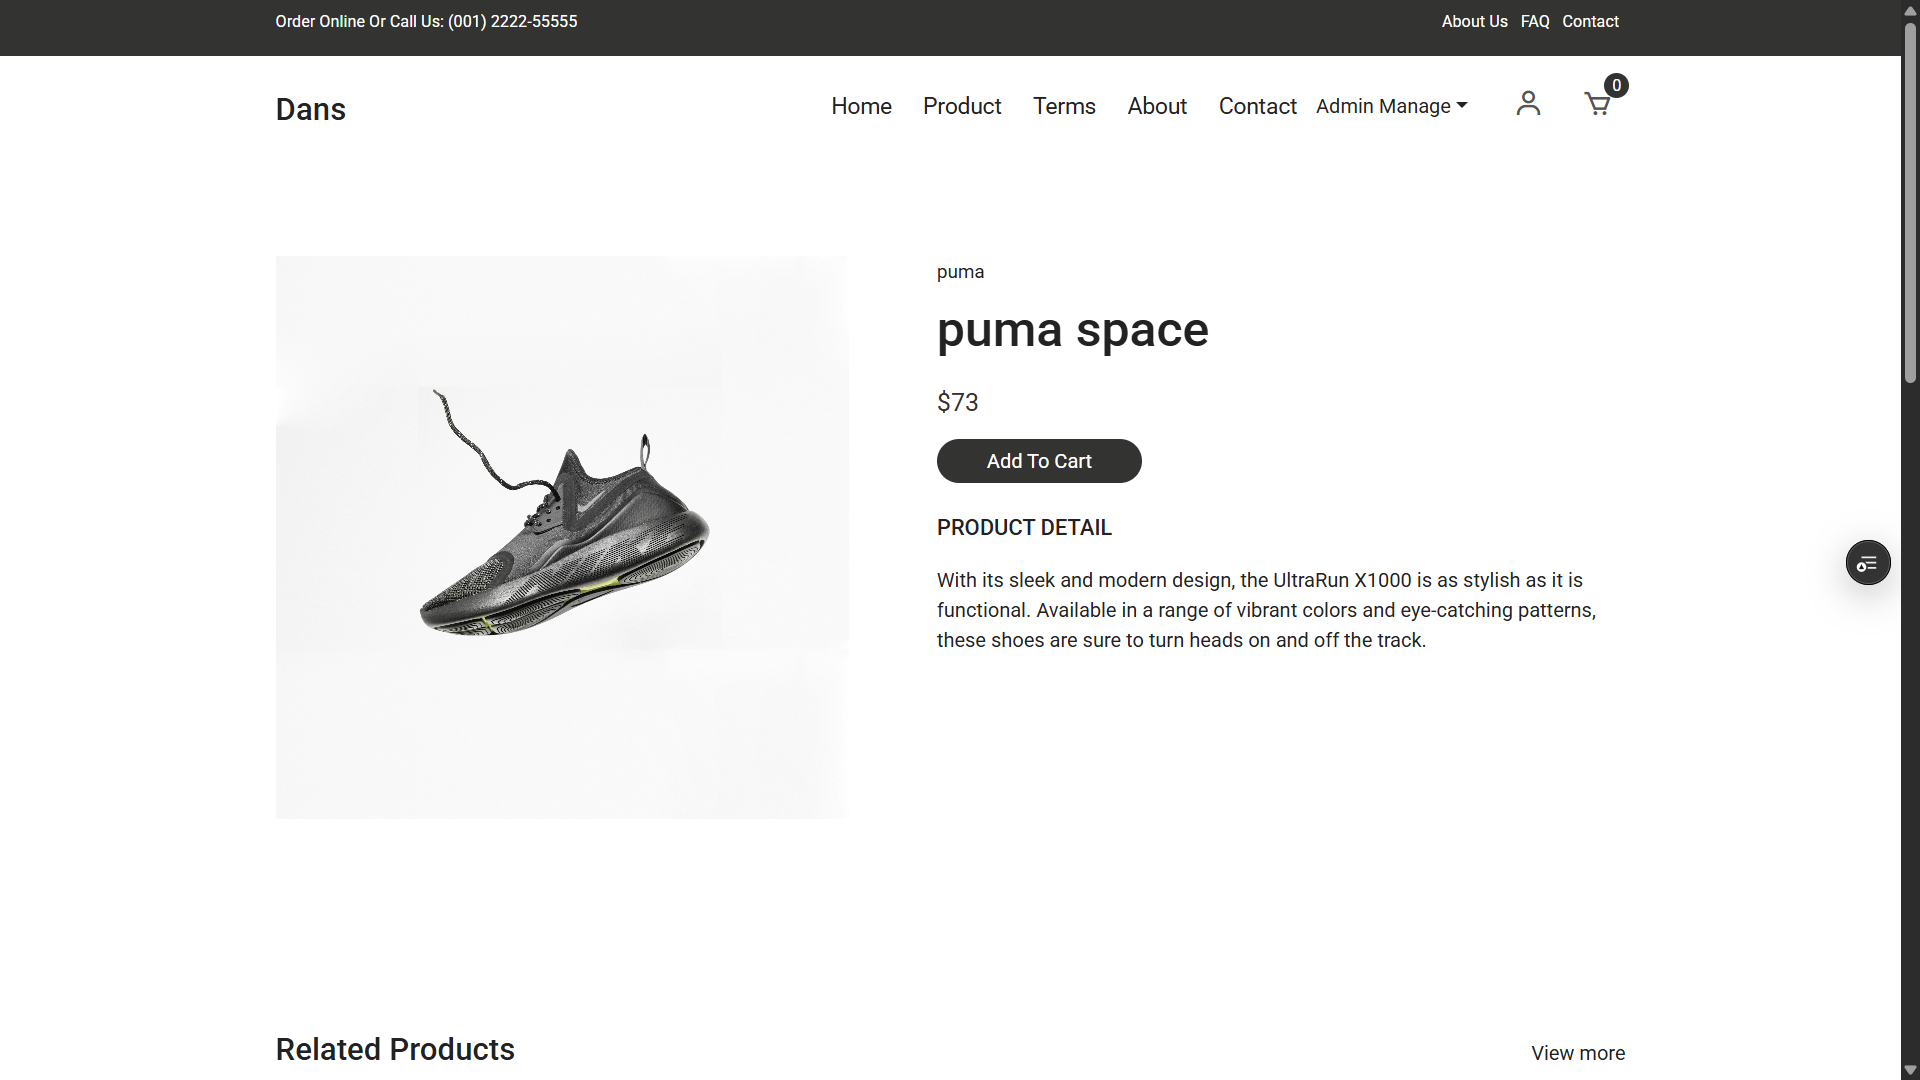 Order Online Or Call Us: (001) 2222-55555
About Us FAQ Contact
Dans
Home Product Terms About Contact Admin Manage
0
puma
puma space
$73
Add To Cart
PRODUCT DETAIL
With its sleek and modern design, the UltraRun X1000 is as stylish as it is
functional. Available in a range of vibrant colors and eye-catching patterns,
these shoes are sure to turn heads on and off the track.
Related Products
View more